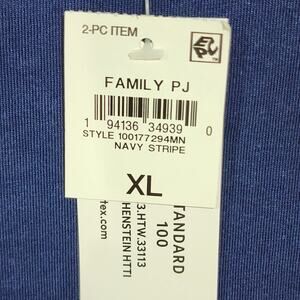 2-PC ITEM
FAMILY PJ
1 94136 34939 0
STYLE 100177294MN
NAVY STRIPE
XL
STANDARD
100
3.HTW.33113
HENSTEIN HTTI
tex.com